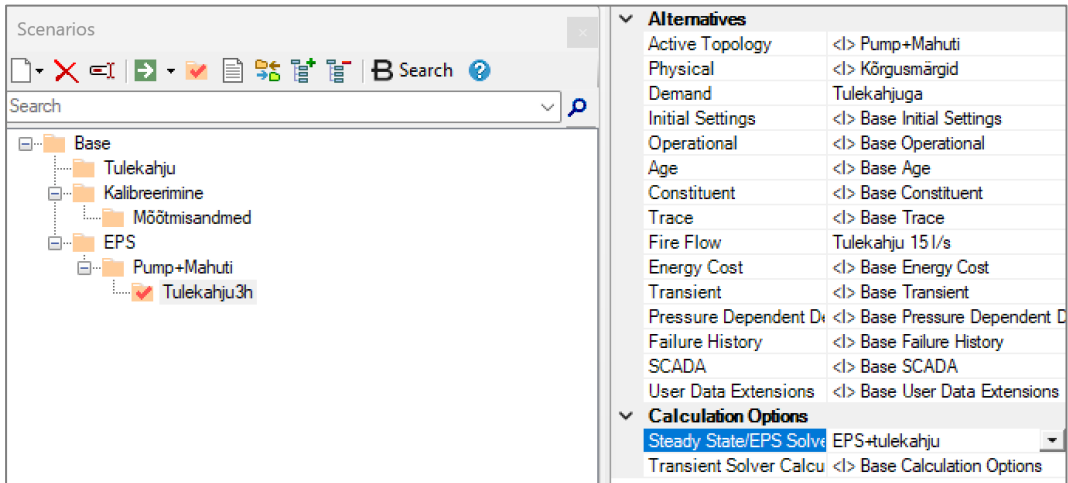 Scenarios
B Search
Search
Base
Tulekahju
Kalibreerimine
Mõõtmisandmed
EPS
Pump+Mahuti
Tulekahju3h
Alternatives
Active Topology <I> Pump+Mahuti
Physical <I> Kõrgusmärgid
Demand Tulekahjuga
Initial Settings <I> Base Initial Settings
Operational <I> Base Operational
Age <I> Base Age
Constituent <I> Base Constituent
Trace <I> Base Trace
Fire Flow Tulekahju 15 l/s
Energy Cost <I> Base Energy Cost
Transient <I> Base Transient
Pressure Dependent De <I> Base Pressure Dependent D
Failure History <I> Base Failure History
SCADA <I> Base SCADA
User Data Extensions <I> Base User Data Extensions
Calculation Options
Steady State/EPS Solve EPS+tulekahju
Transient Solver Calcu <I> Base Calculation Options